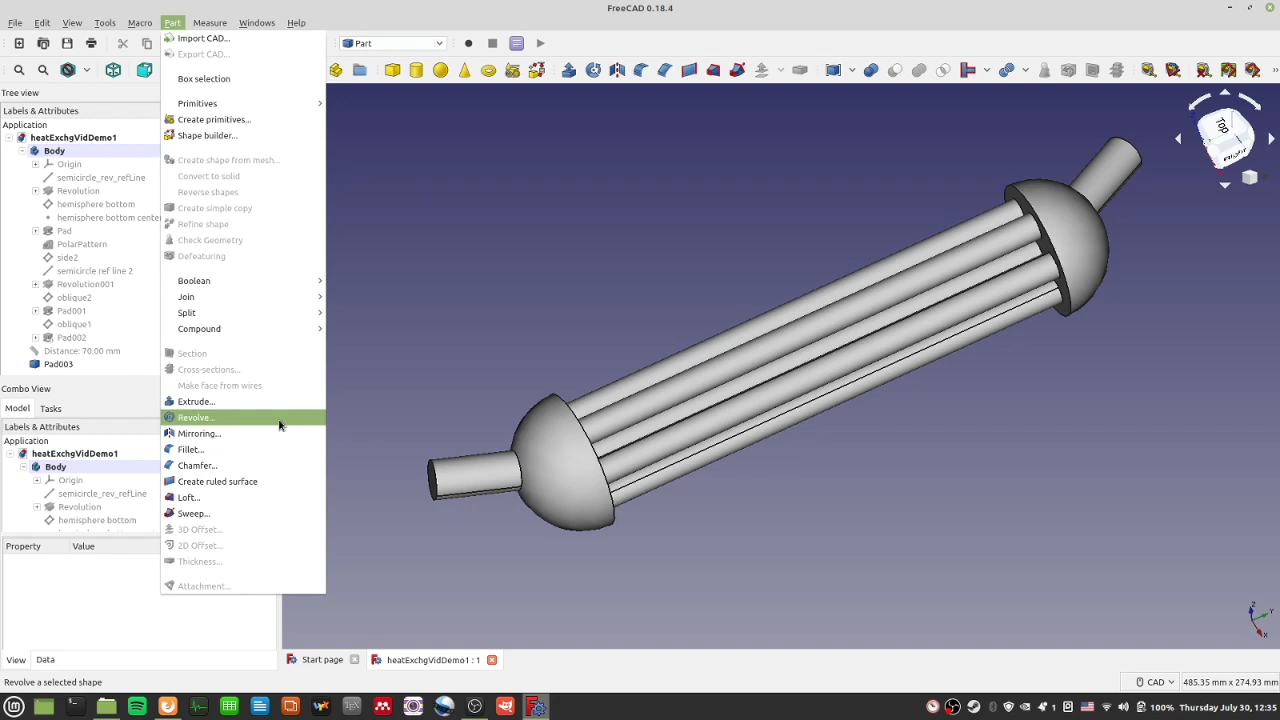 FreeCAD 0.18.4
File Edit View Tools Macro Part Measure Windows Help
Part
Tree view
Labels & Attributes
Application
heatExchgVidDemo1
Body
Origin
semicircle_rev_refLine
Revolution
hemisphere bottom
hemisphere bottom cente
Pad
PolarPattern
side2
semicircle ref line 2
Revolution001
oblique2
Pad001
oblique1
Pad002
Distance: 70.00 mm
Pad003
Combo View
Model Tasks
Labels & Attributes
Application
heatExchgVidDemo1
Body
Origin
semicircle_rev_refLine
Revolution
hemisphere bottom
Property Value
View Data
Import CAD...
Export CAD...
Box selection
Primitives
Create primitives...
Shape builder...
Create shape from mesh...
Convert to solid
Reverse shapes
Create simple copy
Refine shape
Check Geometry
Defeaturing
Boolean
Join
Split
Compound
Section
Cross-sections...
Make face from wires
Extrude...
Revolve...
Mirroring...
Fillet...
Chamfer...
Create ruled surface
Loft...
Sweep...
3D Offset...
2D Offset...
Thickness...
Attachment...
TOP
Z
Y
X
Start page heatExchgVidDemo1 : 1
Revolve a selected shape
CAD 485.35 mm x 274.93 mm
1 100% Thursday July 30, 12:35